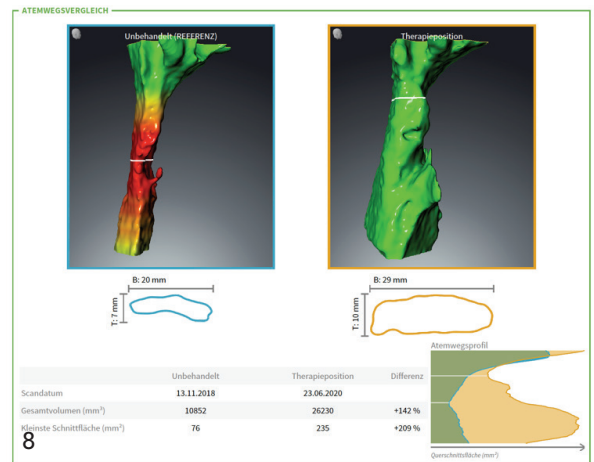 ATEMWEGSVERGLEICH
Unbehandelt (REFERENZ)
Therapieposition
B: 20 mm
T: 7 mm
B: 29 mm
T: 10 mm
Atemwegsprofil
Unbehandelt Therapieposition Differenz
Scandatum 13.11.2018 23.06.2020
Gesamtvolumen (mm³) 10852 26230 +142 %
Kleinste Schnittfläche (mm²) 76 235 +209 %
8
Querschnittsfläche (mm²)